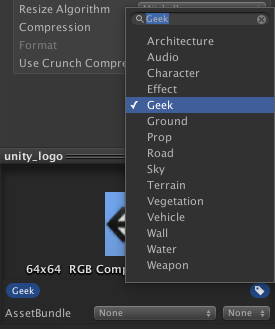 Resize Algorithm
Compression
Format
Use Crunch Compre
Geek
Architecture
Audio
Character
Effect
Geek
Ground
Prop
Road
Sky
Terrain
Vegetation
Vehicle
Wall
Water
Weapon
unity_logo
64x64 RGB Comp
Geek
AssetBundle None None